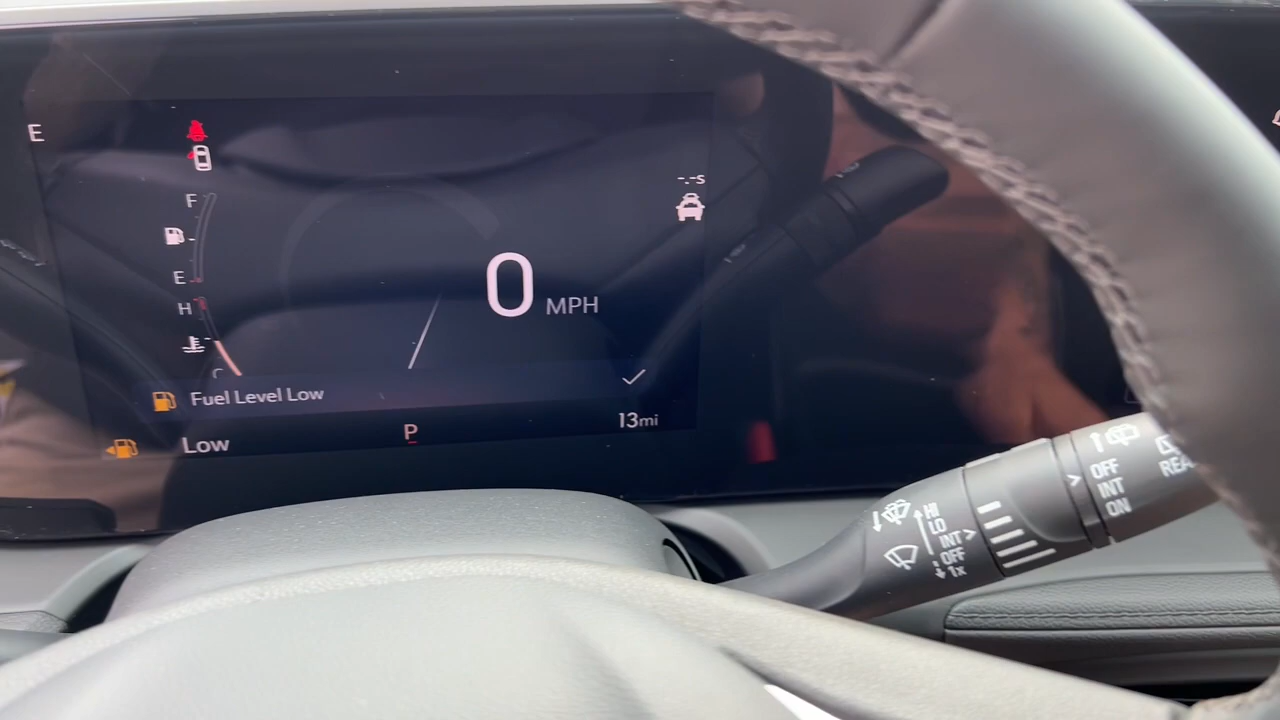 E
-.-s
F
E
H
C
0 MPH
Fuel Level Low
Low
P
13mi
HI
LO
INT
OFF
1x
OFF
INT
ON